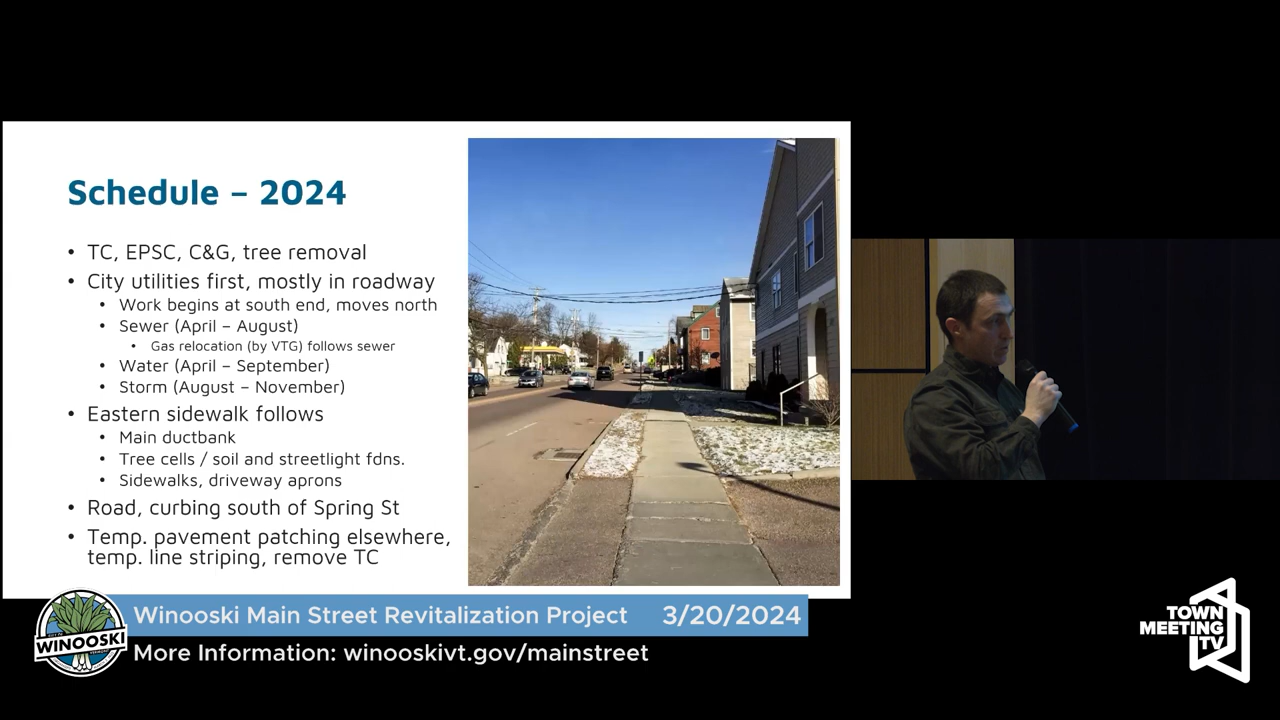 Schedule – 2024
• TC, EPSC, C&G, tree removal
• City utilities first, mostly in roadway
• Work begins at south end, moves north
• Sewer (April – August)
• Gas relocation (by VTG) follows sewer
• Water (April – September)
• Storm (August – November)
• Eastern sidewalk follows
• Main ductbank
• Tree cells / soil and streetlight fdns.
• Sidewalks, driveway aprons
• Road, curbing south of Spring St
• Temp. pavement patching elsewhere,
temp. line striping, remove TC
WINOOSKI
Winooski Main Street Revitalization Project 3/20/2024
More Information: winooskivt.gov/mainstreet
TOWN
MEETING
TV